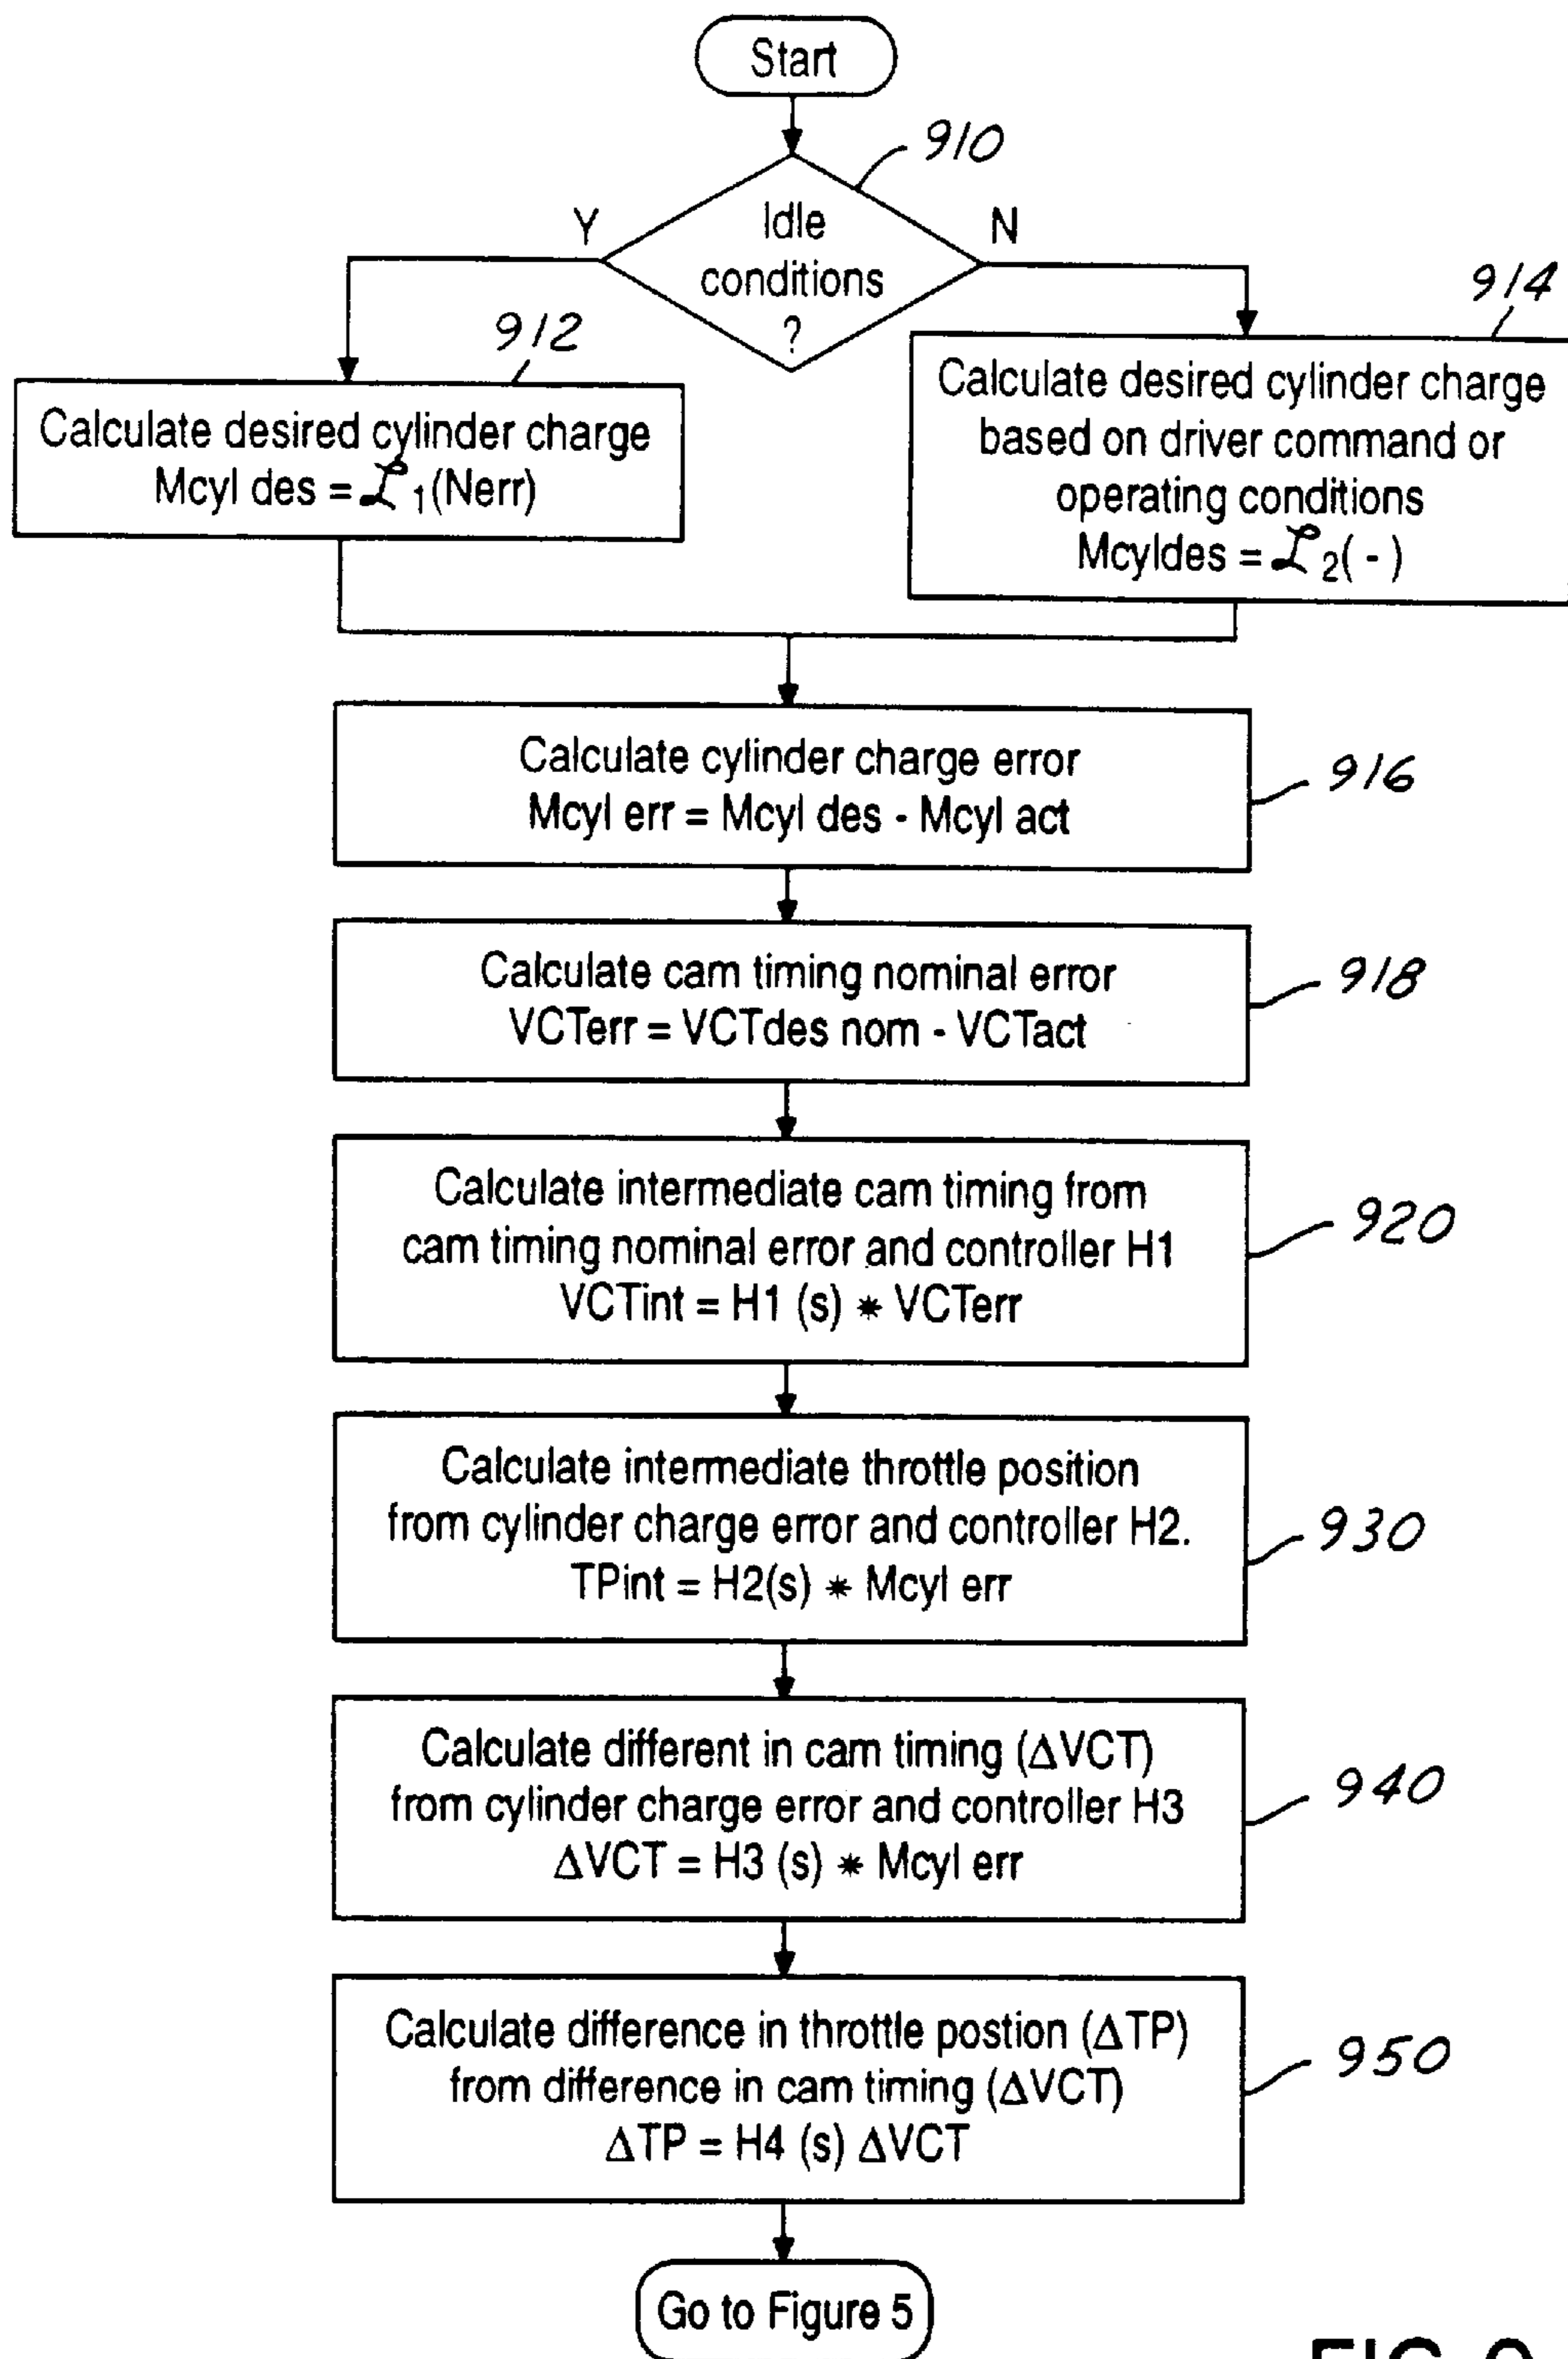 Start
910
Y
Idle
conditions
?
N
912
914
Calculate desired cylinder charge
Mcyl des = ℒ1(Nerr)
Calculate desired cylinder charge
based on driver command or
operating conditions
Mcyldes = ℒ2( - )
Calculate cylinder charge error
Mcyl err = Mcyl des - Mcyl act
916
Calculate cam timing nominal error
VCTerr = VCTdes nom - VCTact
918
Calculate intermediate cam timing from
cam timing nominal error and controller H1
VCTint = H1 (s) * VCTerr
920
Calculate intermediate throttle position
from cylinder charge error and controller H2.
TPint = H2(s) * Mcyl err
930
Calculate different in cam timing (ΔVCT)
from cylinder charge error and controller H3
ΔVCT = H3 (s) * Mcyl err
940
Calculate difference in throttle postion (ΔTP)
from difference in cam timing (ΔVCT)
ΔTP = H4 (s) ΔVCT
950
Go to Figure 5